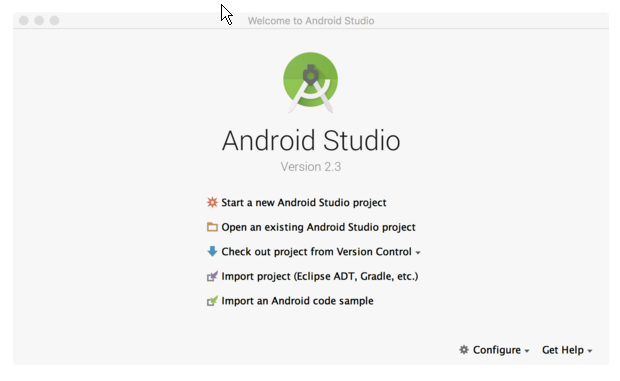 Welcome to Android Studio
Android Studio
Version 2.3
Start a new Android Studio project
Open an existing Android Studio project
Check out project from Version Control
Import project (Eclipse ADT, Gradle, etc.)
Import an Android code sample
Configure Get Help